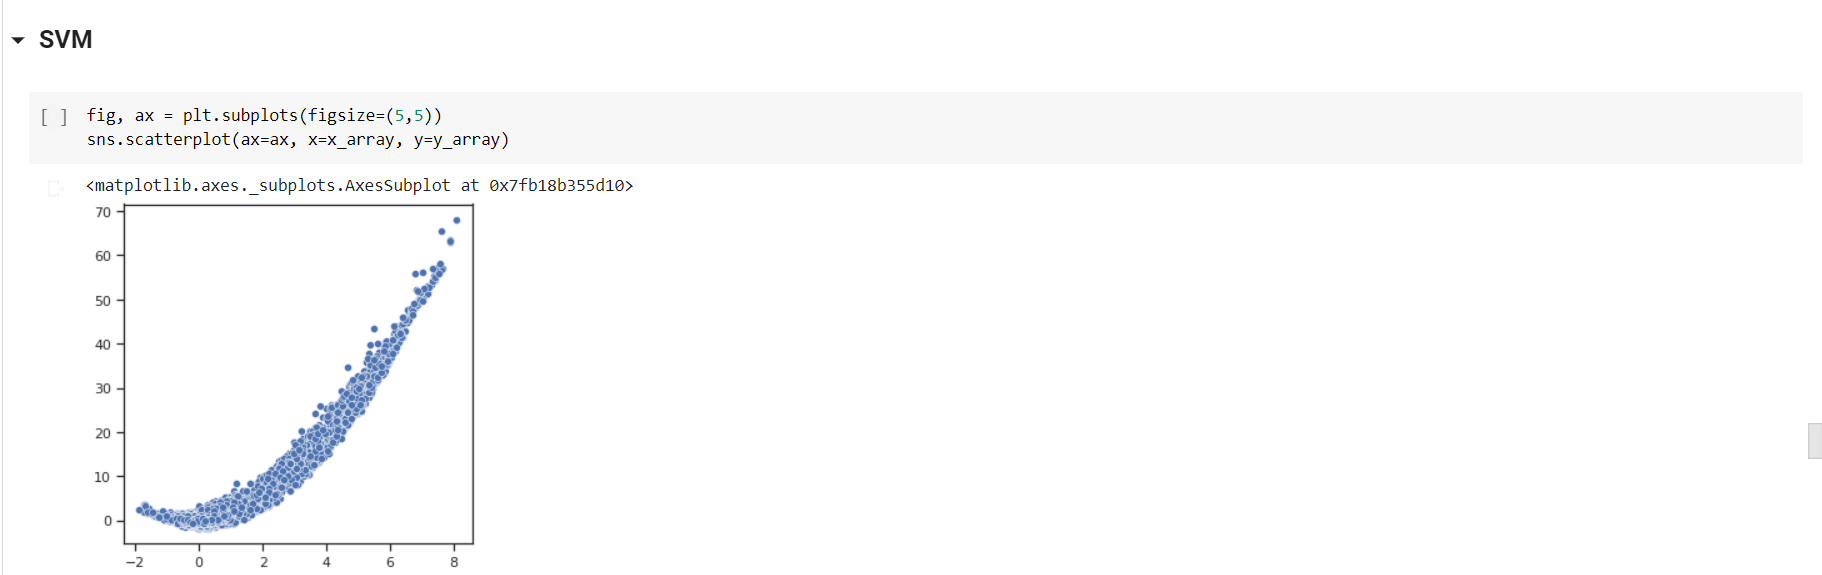 SVM
[ ] fig, ax = plt.subplots(figsize=(5,5))
sns.scatterplot(ax=ax, x=x_array, y=y_array)
<matplotlib.axes._subplots.AxesSubplot at 0x7fb18b355d10>
70
60
50
40
30
20
10
0
−2 0 2 4 6 8